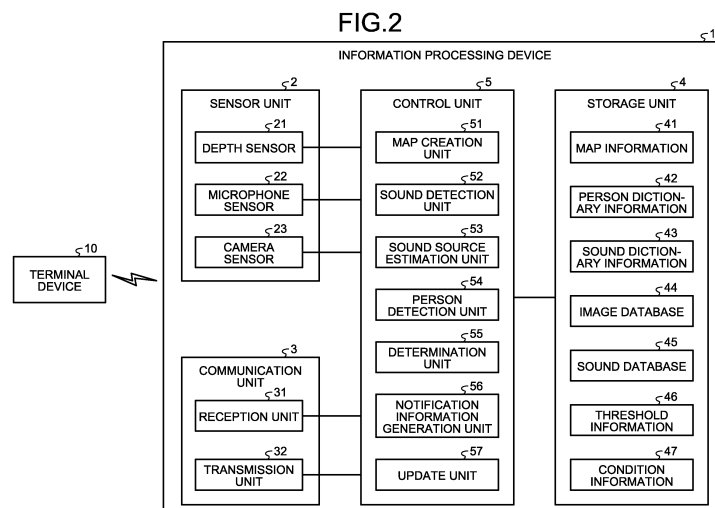 FIG.2
1
INFORMATION PROCESSING DEVICE
2
SENSOR UNIT
21
DEPTH SENSOR
22
MICROPHONE
SENSOR
23
CAMERA
SENSOR
10
TERMINAL
DEVICE
3
COMMUNICATION
UNIT
31
RECEPTION UNIT
32
TRANSMISSION
UNIT
5
CONTROL UNIT
51
MAP CREATION
UNIT
52
SOUND DETECTION
UNIT
53
SOUND SOURCE
ESTIMATION UNIT
54
PERSON
DETECTION UNIT
55
DETERMINATION
UNIT
56
NOTIFICATION
INFORMATION
GENERATION UNIT
57
UPDATE UNIT
4
STORAGE UNIT
41
MAP INFORMATION
42
PERSON DICTION-
ARY INFORMATION
43
SOUND DICTION-
ARY INFORMATION
44
IMAGE DATABASE
45
SOUND DATABASE
46
THRESHOLD
INFORMATION
47
CONDITION
INFORMATION